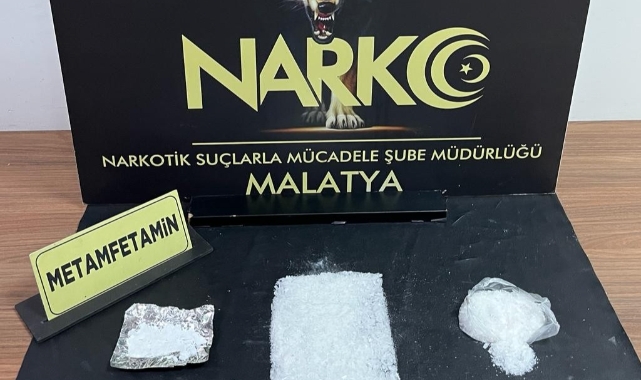 NARKO
NARKOTİK SUÇLARLA MÜCADELE ŞUBE MÜDÜRLÜĞÜ
MALATYA
METAMFETAMİN